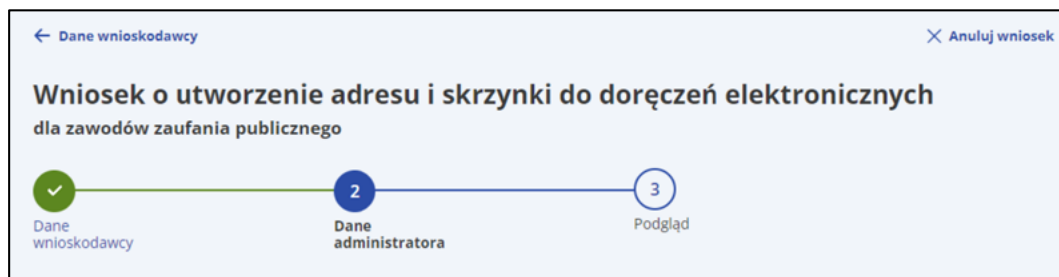 Dane wnioskodawcy
Anuluj wniosek
Wniosek o utworzenie adresu i skrzynki do doręczeń elektronicznych
dla zawodów zaufania publicznego
2
3
Dane
wnioskodawcy
Dane
administratora
Podgląd